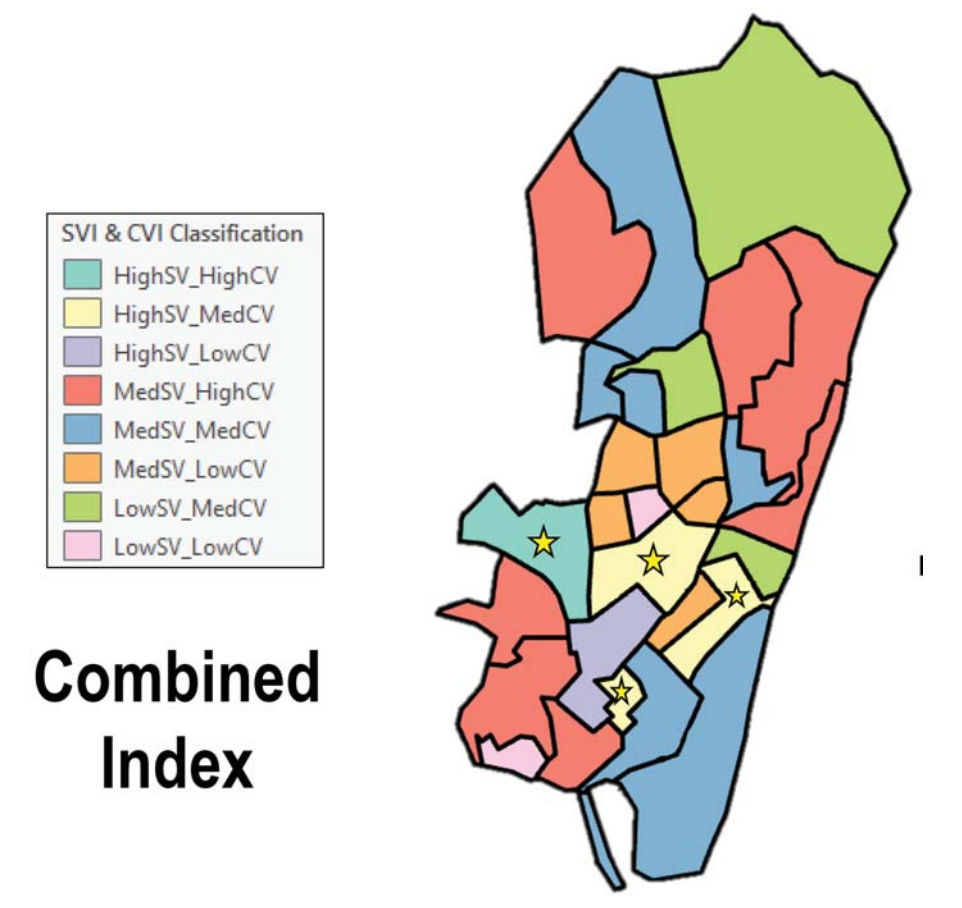 SVI & CVI Classification
HighSV_HighCV
HighSV_MedCV
HighSV_LowCV
MedSV_HighCV
MedSV_MedCV
MedSV_LowCV
LowSV_MedCV
LowSV_LowCV
Combined
Index